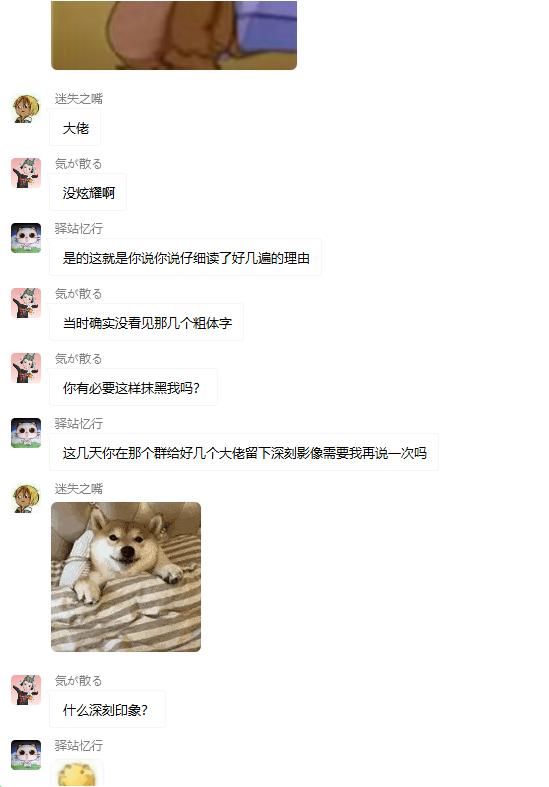 迷失之嘴
大佬
気が散る
没炫耀啊
驿站忆行
是的这就是你说你说仔细读了好几遍的理由
気が散る
当时确实没看见那几个粗体字
気が散る
你有必要这样抹黑我吗？
驿站忆行
这几天你在那个群给好几个大佬留下深刻影像需要我再说一次吗
迷失之嘴
気が散る
什么深刻印象？
驿站忆行